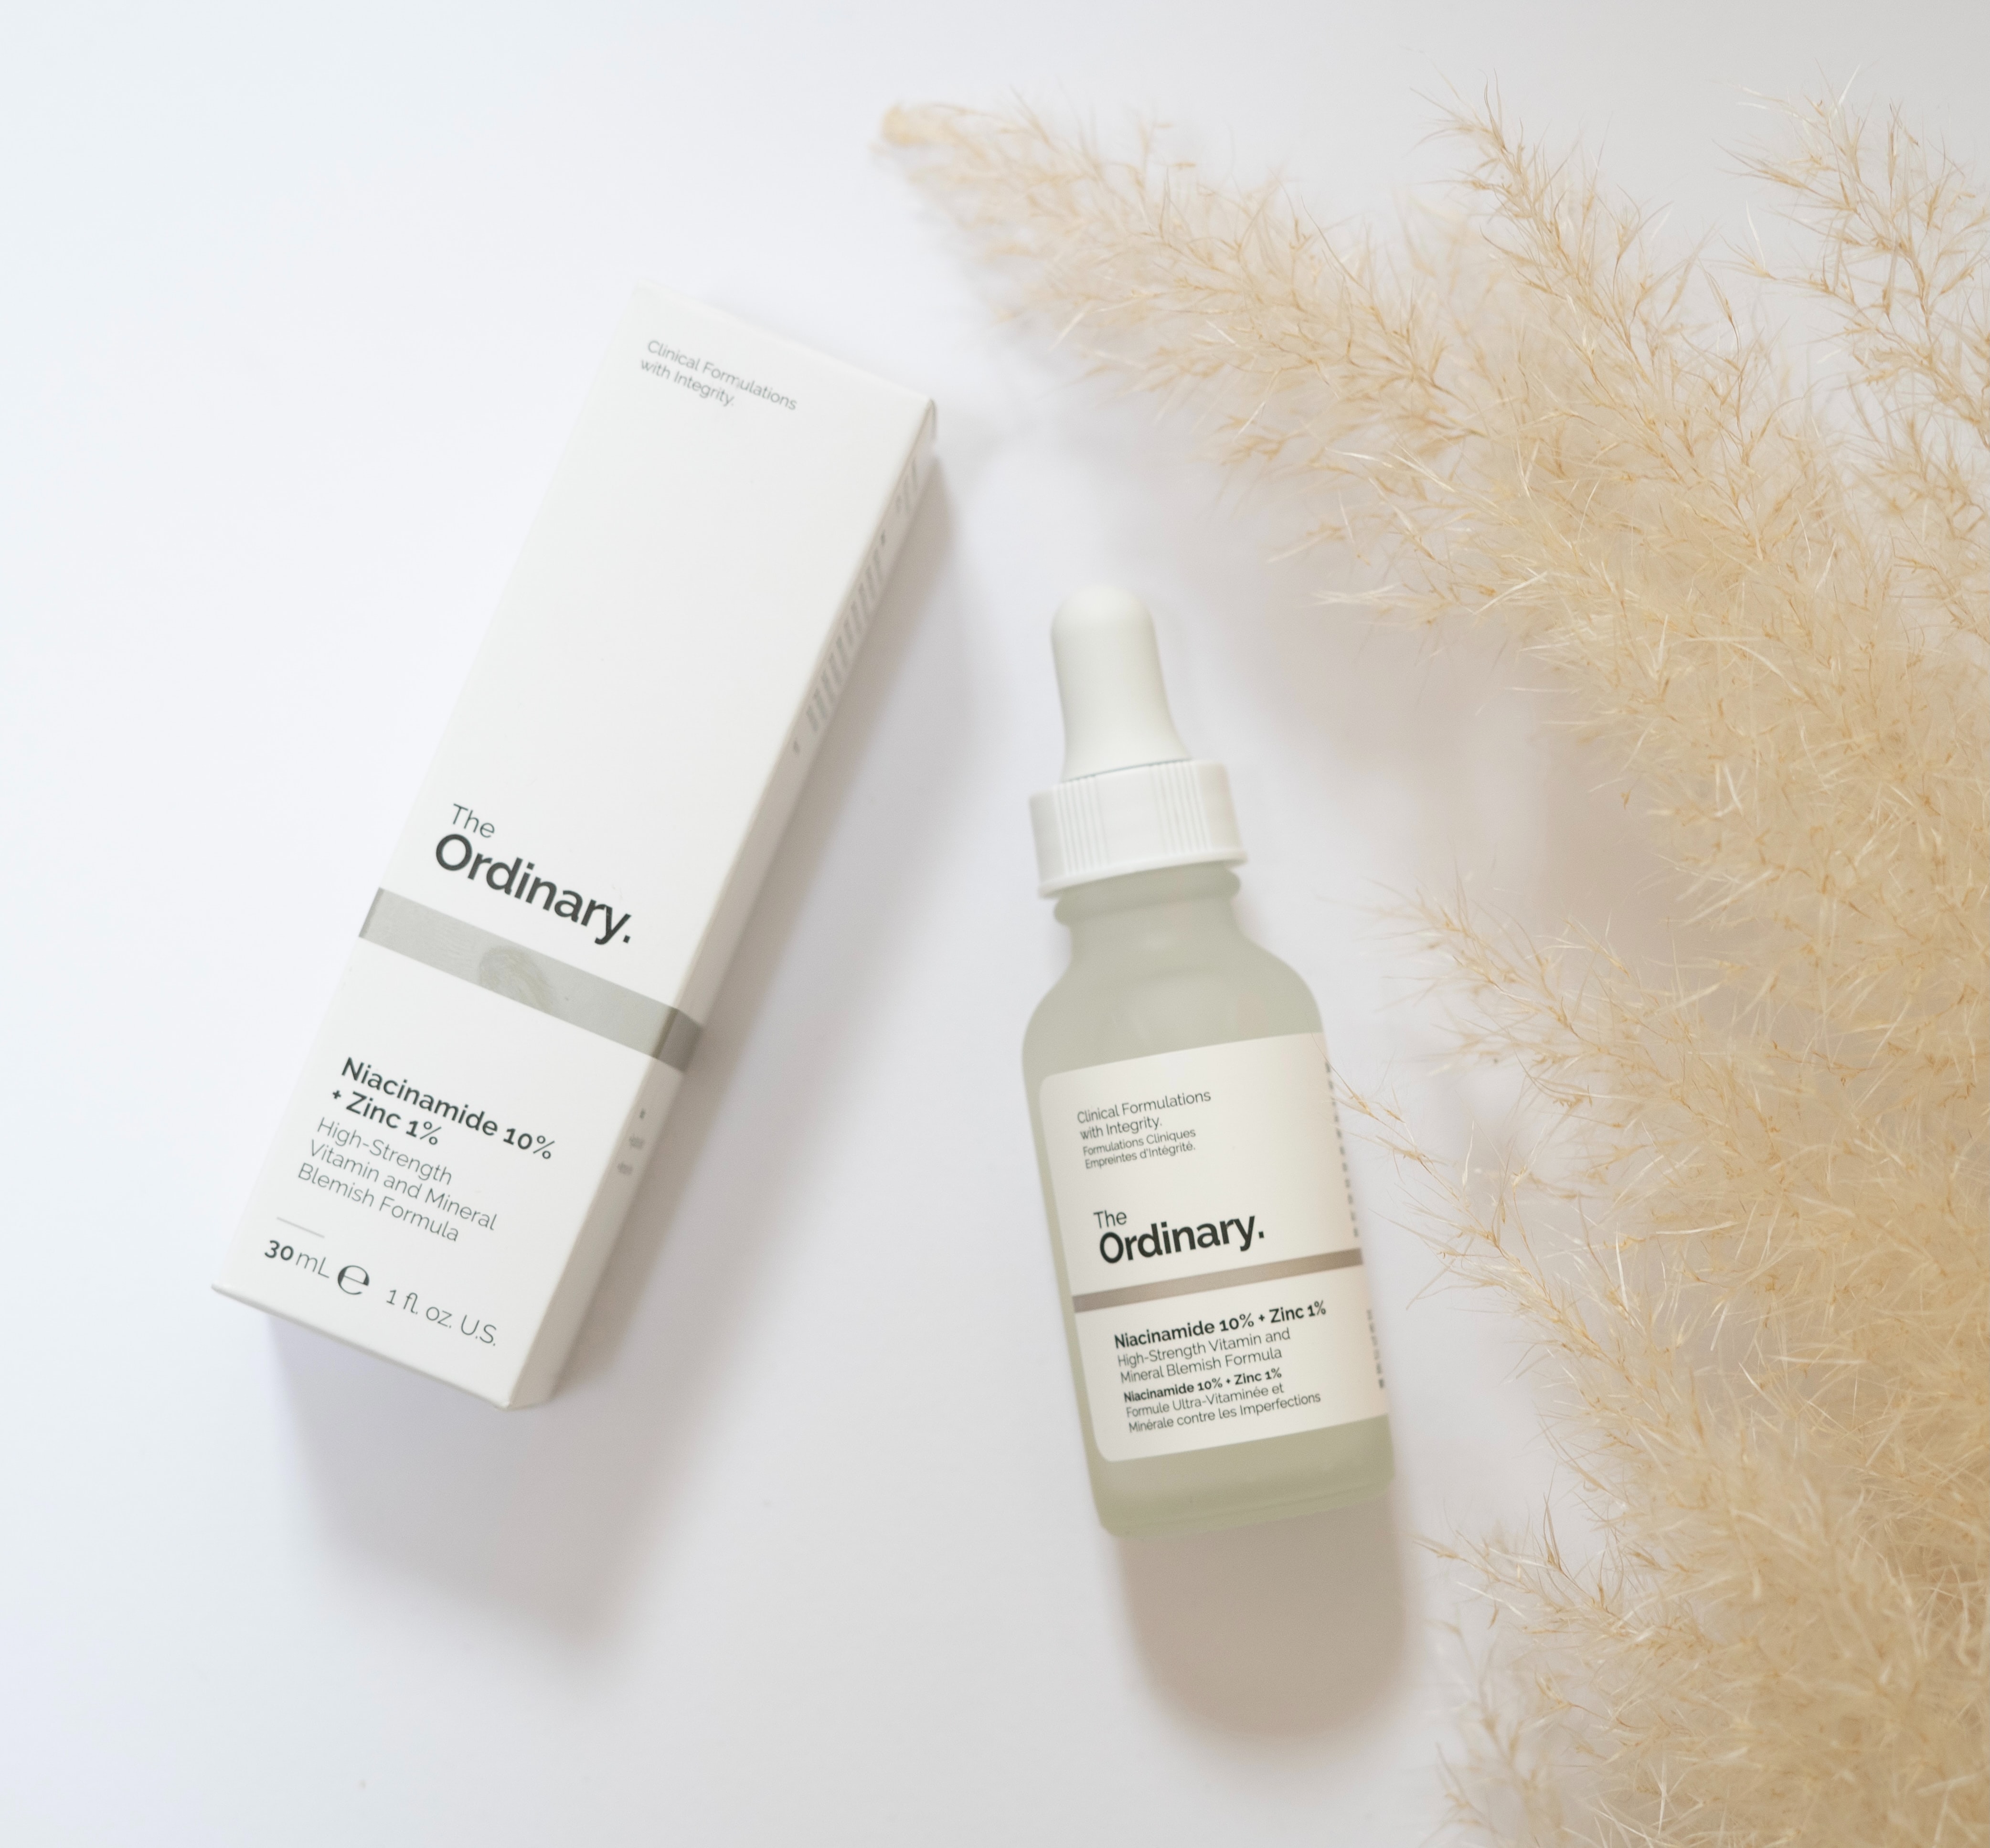 Clinical Formulations
with Integrity.
The
Ordinary.
Niacinamide 10%
+ Zinc 1%
High-Strength
Vitamin and Mineral
Blemish Formula
30 mL ℮ 1 fl. oz. U.S.
Clinical Formulations
with Integrity.
Formulations Cliniques
Empreintes d'Intégrité.
The
Ordinary.
Niacinamide 10% + Zinc 1%
High-Strength Vitamin and
Mineral Blemish Formula
Niacinamide 10% + Zinc 1%
Formule Ultra-Vitaminée et
Minérale contre les Imperfections